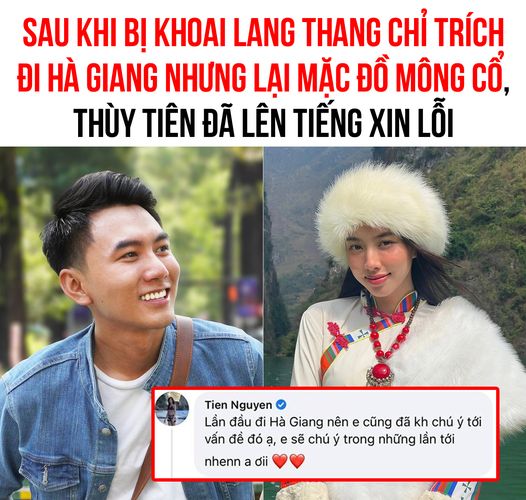 SAU KHI BỊ KHOAI LANG THANG CHỈ TRÍCH
ĐI HÀ GIANG NHƯNG LẠI MẶC ĐỒ MÔNG CỔ,
THÙY TIÊN ĐÃ LÊN TIẾNG XIN LỖI
Tien Nguyen
Lần đầu đi Hà Giang nên e cũng đã kh chú ý tới
vấn đề đó ạ, e sẽ chú ý trong những lần tới
nhenn a dii ❤️❤️